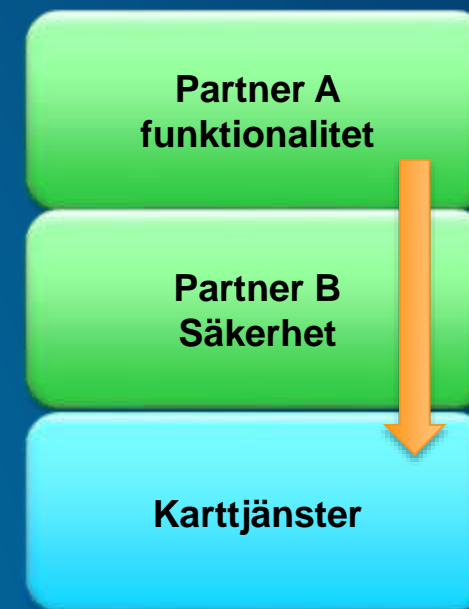 Partner A
funktionalitet
Partner B
Säkerhet
Karttjänster